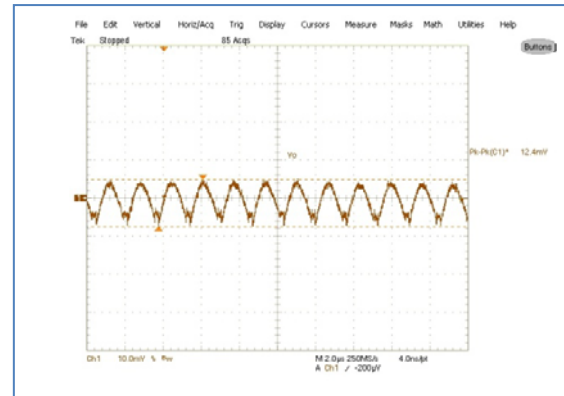 File Edit Vertical Horiz/Acq Trig Display Cursors Measure Masks Math Utilities Help
Tek Stopped 85 Acqs Buttons
Vo
Pk-Pk(C1)* 12.4mV
Ch1 10.0mV M 2.0µs 250MS/s 4.0ns/pt
A Ch1 -200µV